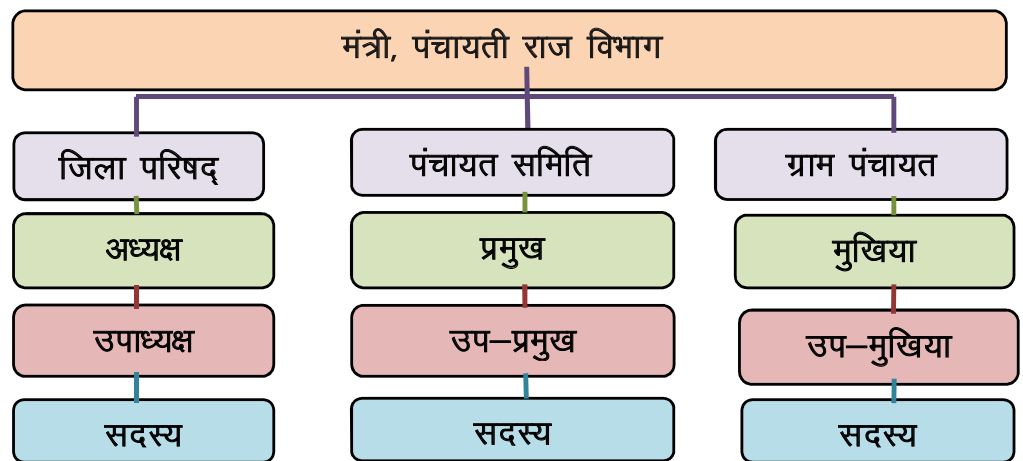 मंत्री, पंचायती राज विभाग
जिला परिषद्
पंचायत समिति
ग्राम पंचायत
अध्यक्ष
प्रमुख
मुखिया
उपाध्यक्ष
उप–प्रमुख
उप–मुखिया
सदस्य
सदस्य
सदस्य